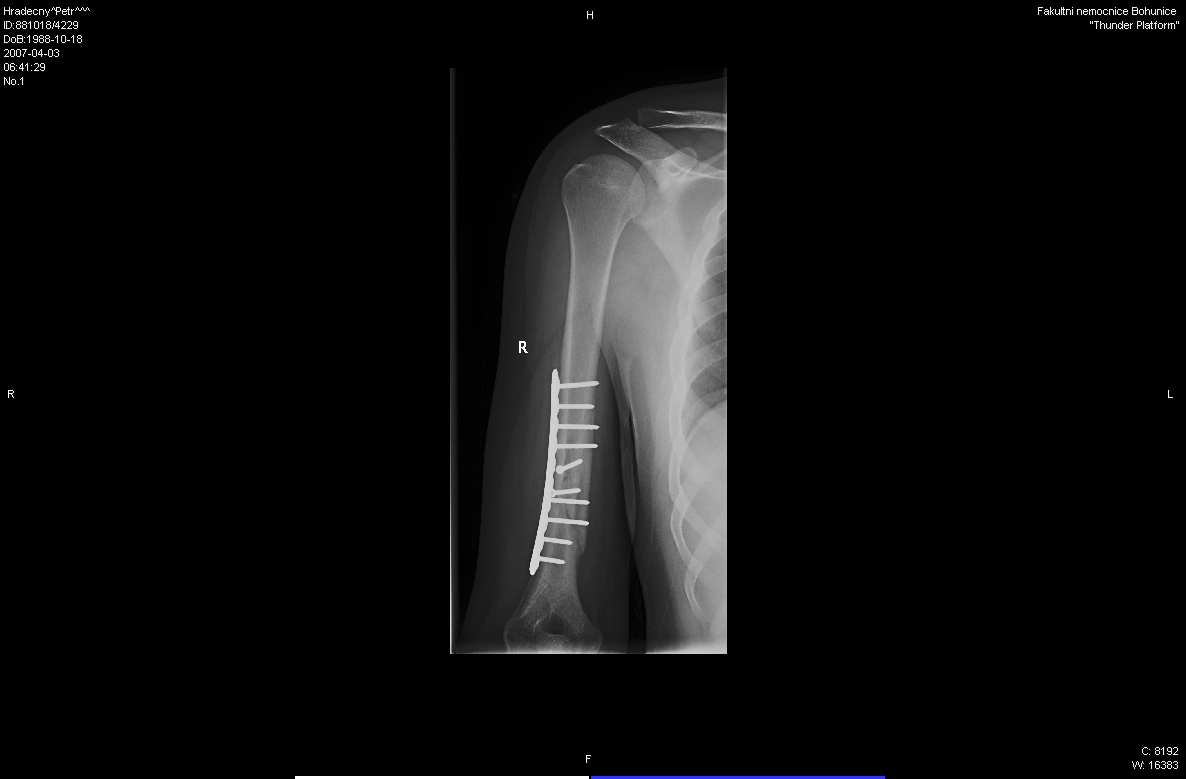 Hradecny^Petr^^^
ID:881018/4229
DoB:1988-10-18
2007-04-03
06:41:29
No.1
H
Fakultni nemocnice Bohunice
"Thunder Platform"
R
R
L
F
C: 8192
W: 16383